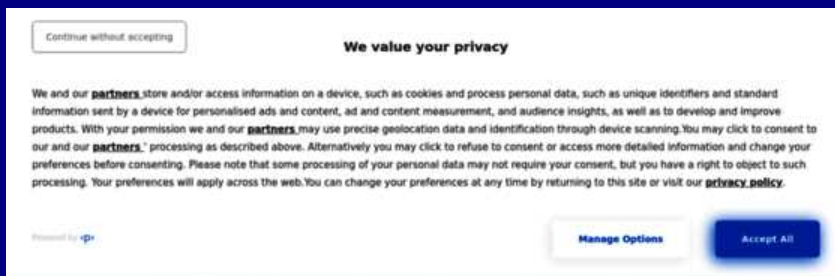 Continue without accepting
We value your privacy
We and our partners store and/or access information on a device, such as cookies and process personal data, such as unique identifiers and standard
information sent by a device for personalised ads and content, ad and content measurement, and audience insights, as well as to develop and improve
products. With your permission we and our partners may use precise geolocation data and identification through device scanning.You may click to consent to
our and our partners ' processing as described above. Alternatively you may click to refuse to consent or access more detailed information and change your
preferences before consenting. Please note that some processing of your personal data may not require your consent, but you have a right to object to such
processing. Your preferences will apply across the web.You can change your preferences at any time by returning to this site or visit our privacy policy.
Powered by <p>
Manage Options
Accept All